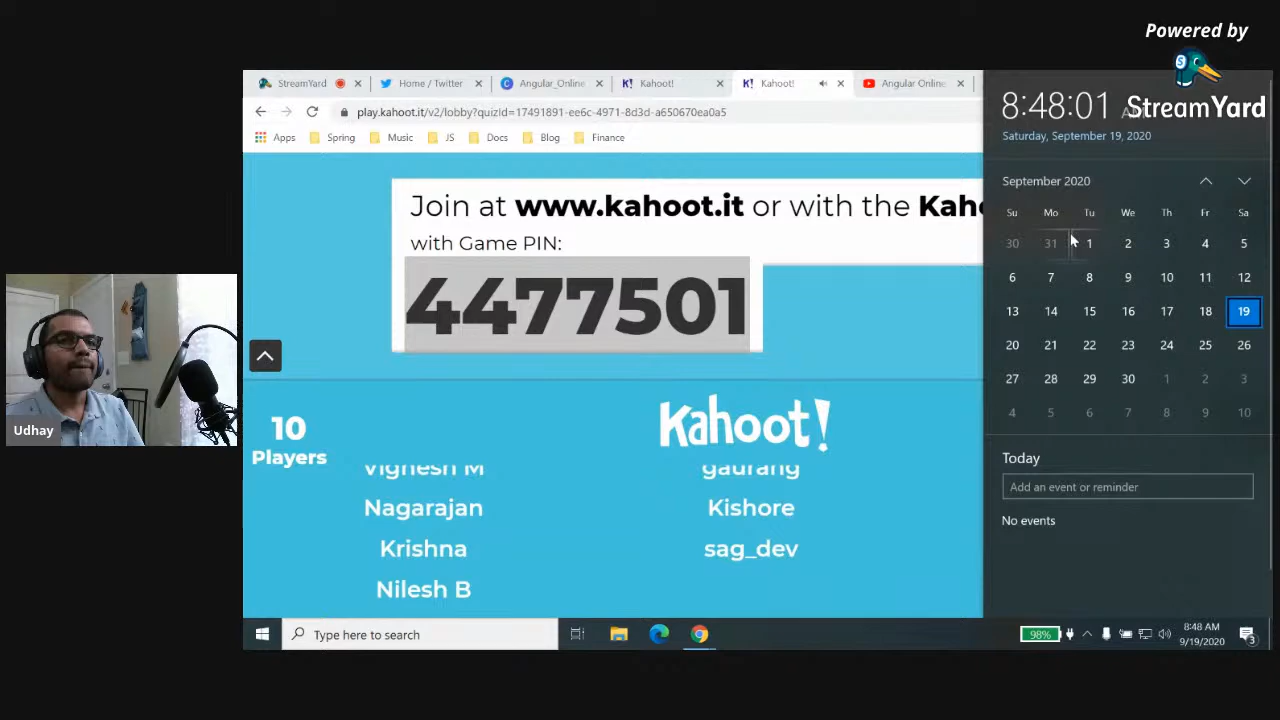 Powered by
StreamYard
StreamYard
Home / Twitter
Angular_Online
Kahoot!
Kahoot!
Angular Online
play.kahoot.it/v2/lobby?quizId=17491891-ee6c-4971-8d3d-a650670ea0a5
Apps Spring Music JS Docs Blog Finance
Join at www.kahoot.it or with the Kaho
with Game PIN:
4477501
10
Players
Kahoot!
Vignesh M gaurang
Nagarajan Kishore
Krishna sag_dev
Nilesh B
Udhay
8:48:01 AM
Saturday, September 19, 2020
September 2020
Su Mo Tu We Th Fr Sa
30 31 1 2 3 4 5
6 7 8 9 10 11 12
13 14 15 16 17 18 19
20 21 22 23 24 25 26
27 28 29 30 1 2 3
4 5 6 7 8 9 10
Today
Add an event or reminder
No events
Type here to search
98%
8:48 AM
9/19/2020
3